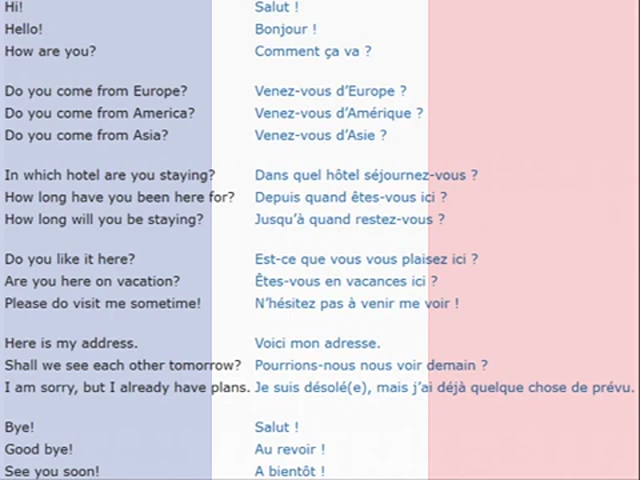 Hi! Salut !
Hello! Bonjour !
How are you? Comment ça va ?
Do you come from Europe? Venez-vous d’Europe ?
Do you come from America? Venez-vous d’Amérique ?
Do you come from Asia? Venez-vous d’Asie ?
In which hotel are you staying? Dans quel hôtel séjournez-vous ?
How long have you been here for? Depuis quand êtes-vous ici ?
How long will you be staying? Jusqu’à quand restez-vous ?
Do you like it here? Est-ce que vous vous plaisez ici ?
Are you here on vacation? Êtes-vous en vacances ici ?
Please do visit me sometime! N’hésitez pas à venir me voir !
Here is my address. Voici mon adresse.
Shall we see each other tomorrow? Pourrions-nous nous voir demain ?
I am sorry, but I already have plans. Je suis désolé(e), mais j’ai déjà quelque chose de prévu.
Bye! Salut !
Good bye! Au revoir !
See you soon! A bientôt !